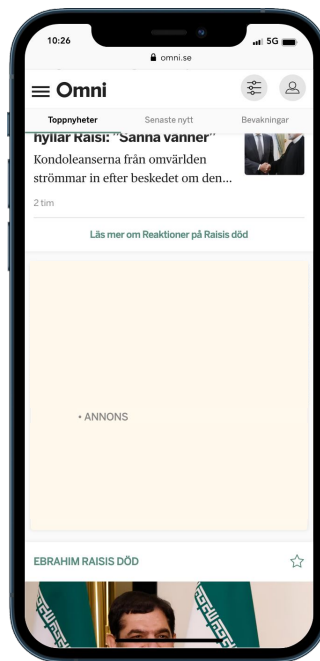 10:26
5G
omni.se
Omni
Toppnyheter
Senaste nytt
Bevakningar
hyllar Raisi: "Sanna vänner"
Kondoleanserna från omvärlden
strömmar in efter beskedet om den...
2 tim
Läs mer om Reaktioner på Raisis död
• ANNONS
EBRAHIM RAISIS DÖD